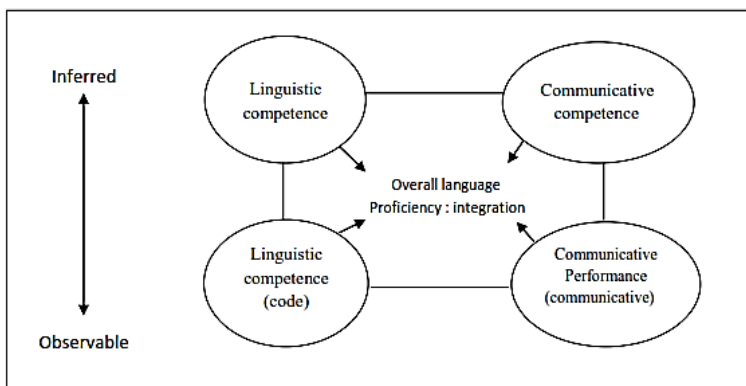 Inferred
Linguistic
competence
Communicative
competence
Overall language
Proficiency : integration
Linguistic
competence
(code)
Communicative
Performance
(communicative)
Observable